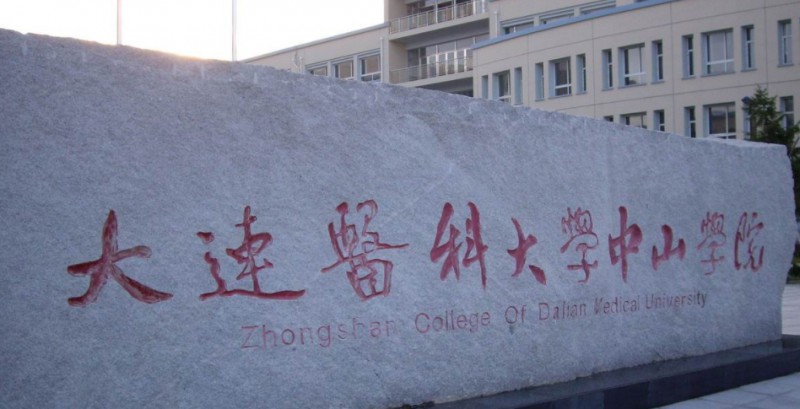 大連醫科大學中山學院
Zhongshan College Of Dalian Medical University